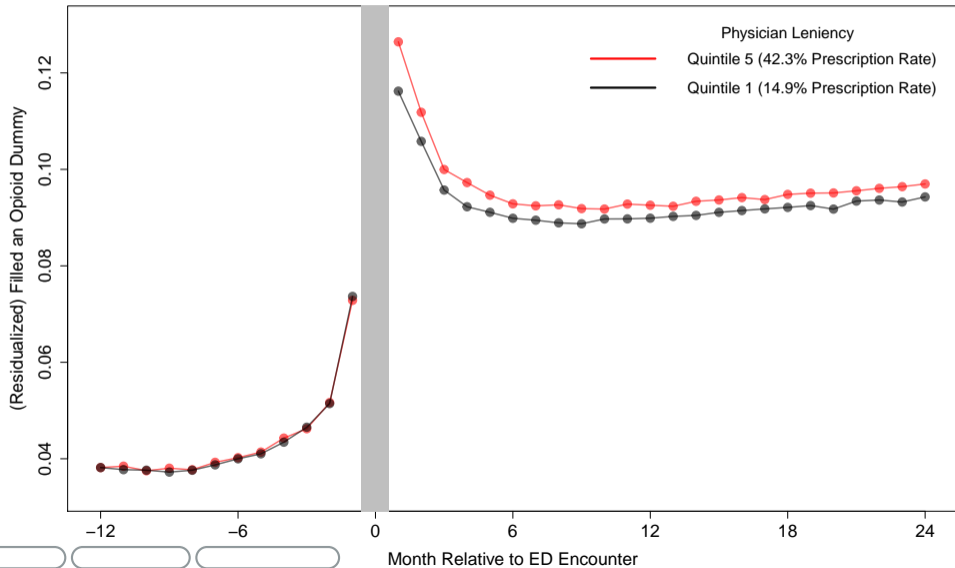 Physician Leniency
Quintile 5 (42.3% Prescription Rate)
Quintile 1 (14.9% Prescription Rate)
(Residualized) Filled an Opioid Dummy
0.12
0.10
0.08
0.06
0.04
−12 −6 0 6 12 18 24
Month Relative to ED Encounter